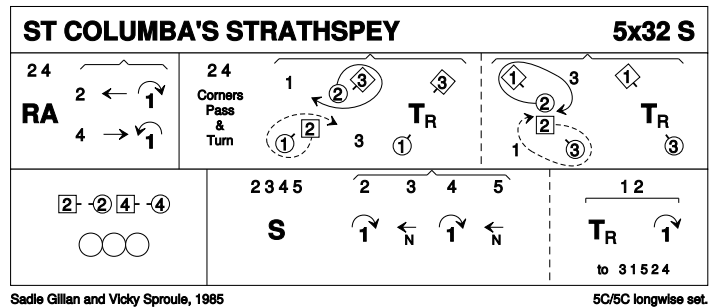 ST COLUMBA'S STRATHSPEY 5x32 S
2 4
RA
2 1
4 1
2 4
Corners
Pass
&
Turn
1 2 3
1 2 3
TR
3
1
1 2 3
1 2 3
TR
1
3
2 2 4 4
2 3 4 5
S
2 3 4 5
1 N 1 N
1 2
TR 1
to 3 1 5 2 4
Sadie Gillan and Vicky Sproule, 1985 5C/5C longwise set.